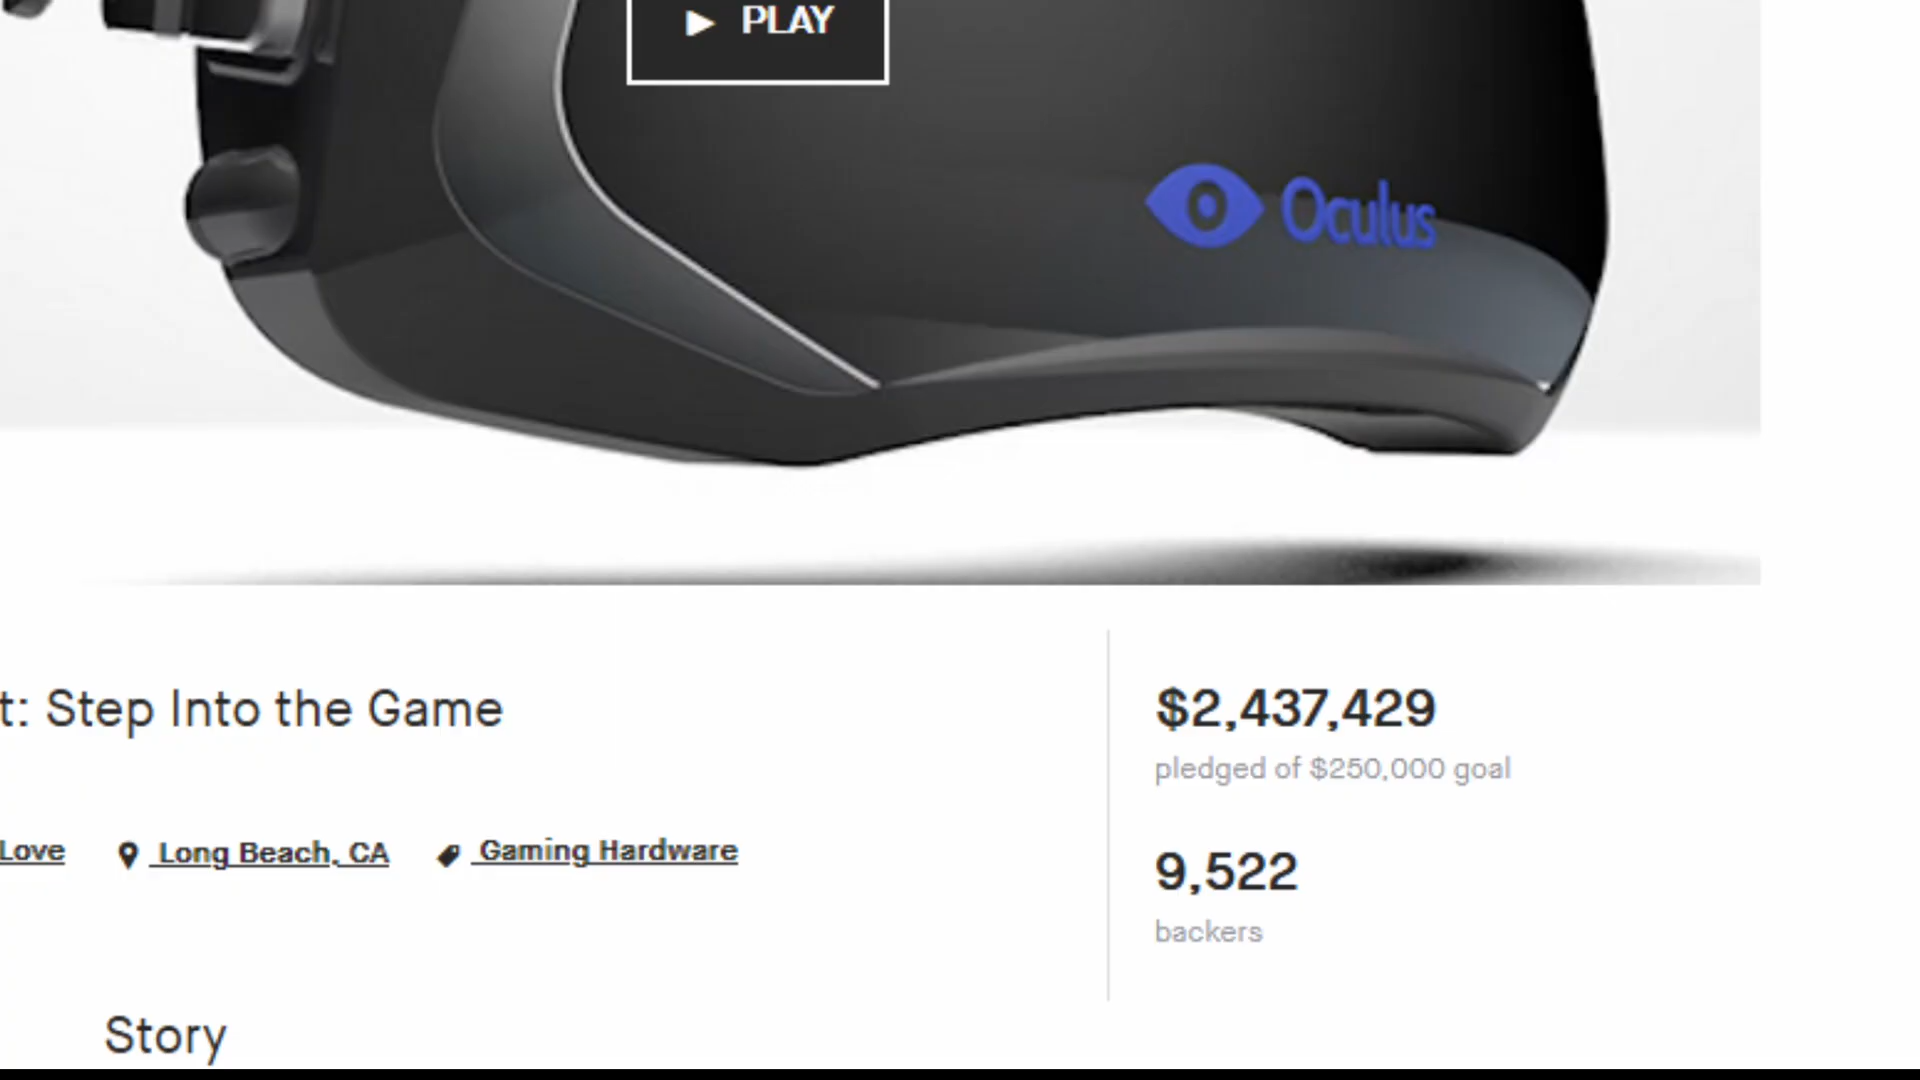 PLAY
Oculus
t: Step Into the Game
$2,437,429
pledged of $250,000 goal
Love
Long Beach, CA
Gaming Hardware
9,522
backers
Story